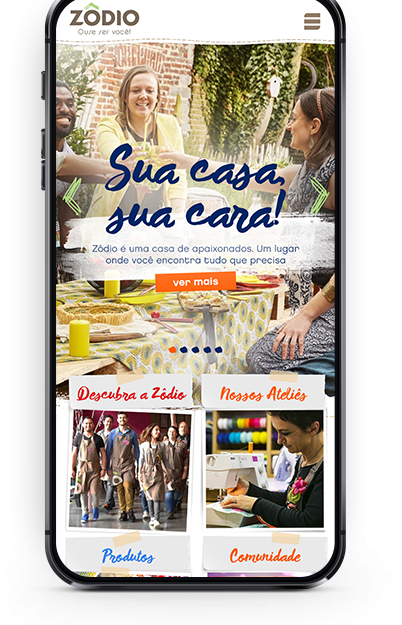 ZÔDIO
Ouse ser você!
Sua casa,
sua cara!
Zôdio é uma casa de apaixonados. Um lugar
onde você encontra tudo que precisa
ver mais
Descubra a Zôdio
Nossos Ateliês
Produtos
Comunidade